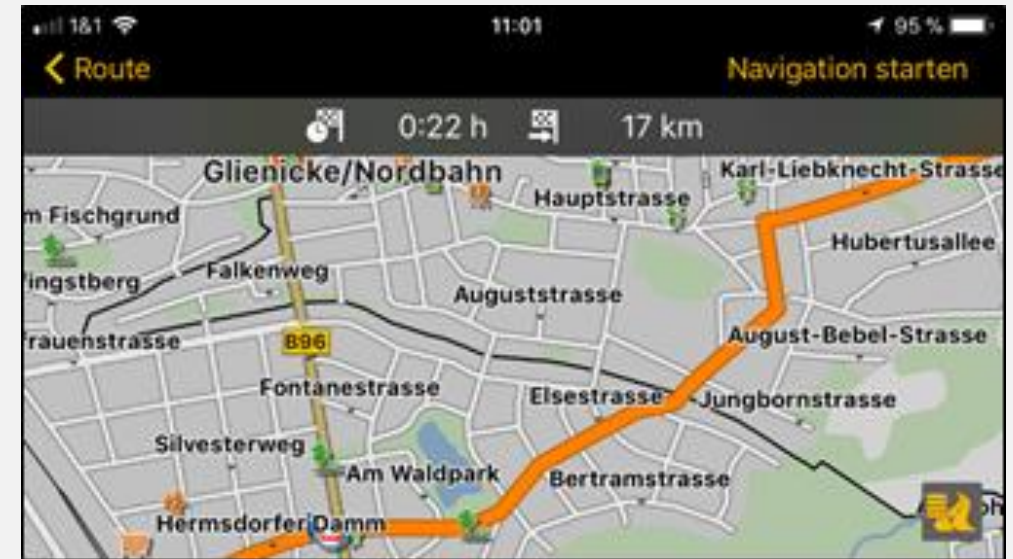 1&1 11:01 95 %
Route Navigation starten
0:22 h 17 km
Glienicke/Nordbahn Karl-Liebknecht-Strasse
Hauptstrasse
m Fischgrund
Hubertusallee
ingstberg Falkenweg
Auguststrasse
rauenstrasse B96 August-Bebel-Strasse
Fontanestrasse Elsestrasse Jungbornstrasse
Silvesterweg
Am Waldpark Bertramstrasse
Hermsdorfer Damm